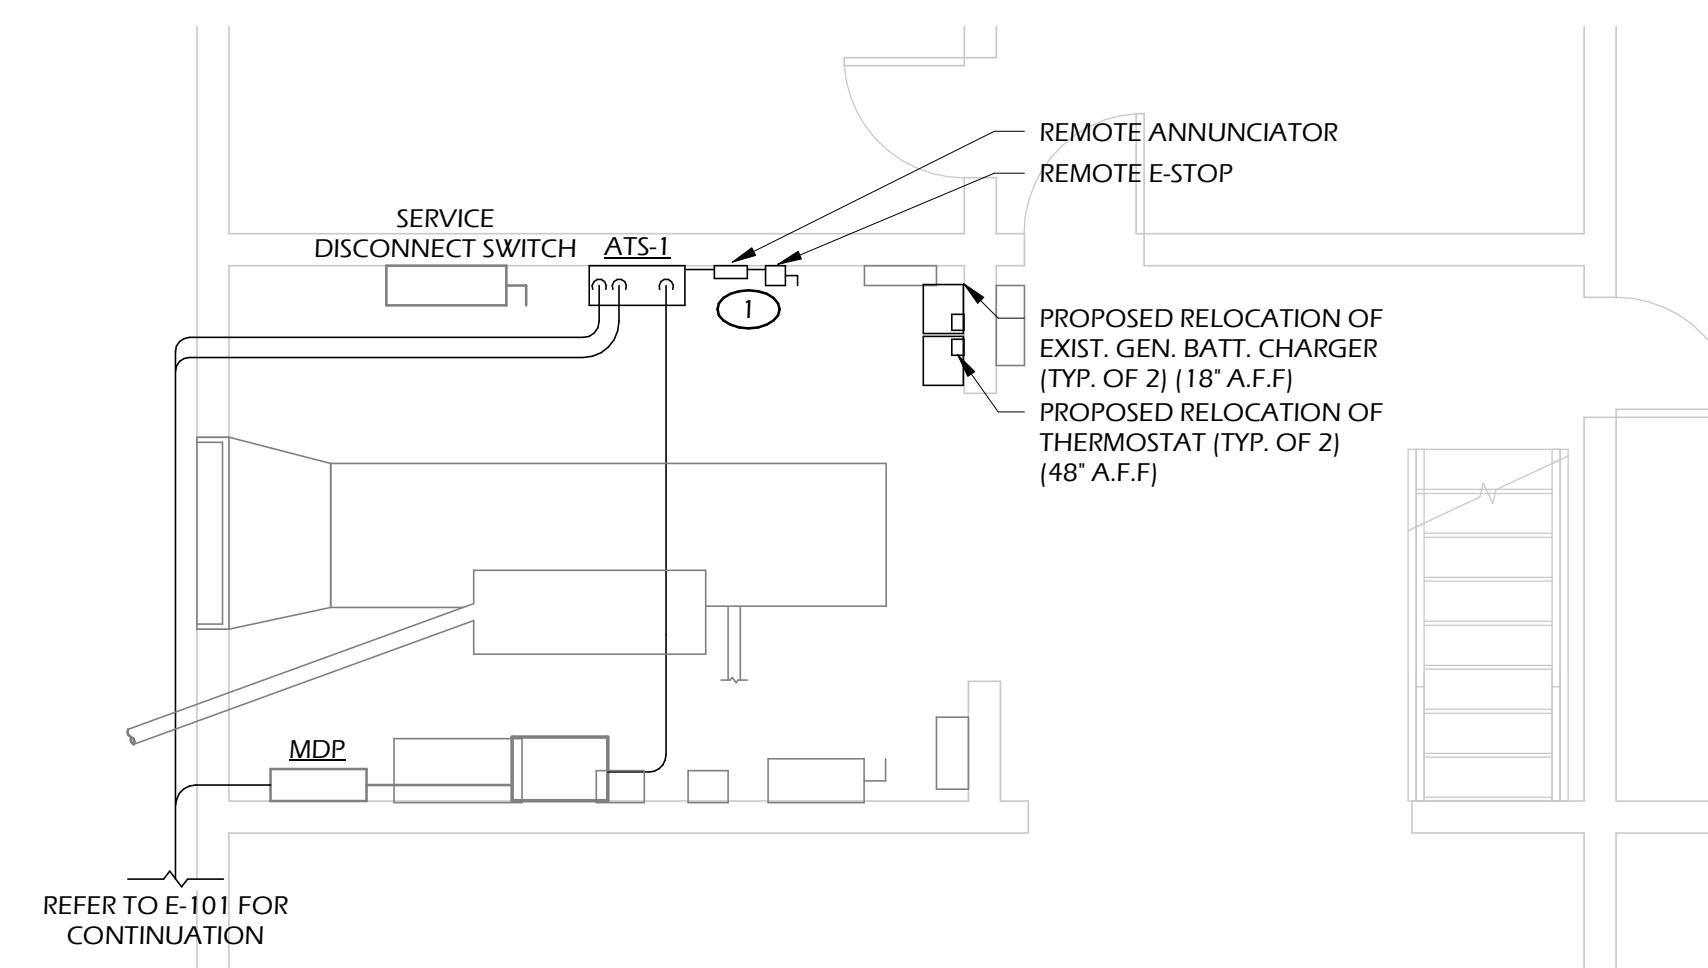 REMOTE ANNUNCIATOR
REMOTE E-STOP
SERVICE
DISCONNECT SWITCH
ATS-1
1
PROPOSED RELOCATION OF
EXIST. GEN. BATT. CHARGER
(TYP. OF 2) (18" A.F.F)
PROPOSED RELOCATION OF
THERMOSTAT (TYP. OF 2)
(48" A.F.F)
MDP
REFER TO E-101 FOR
CONTINUATION